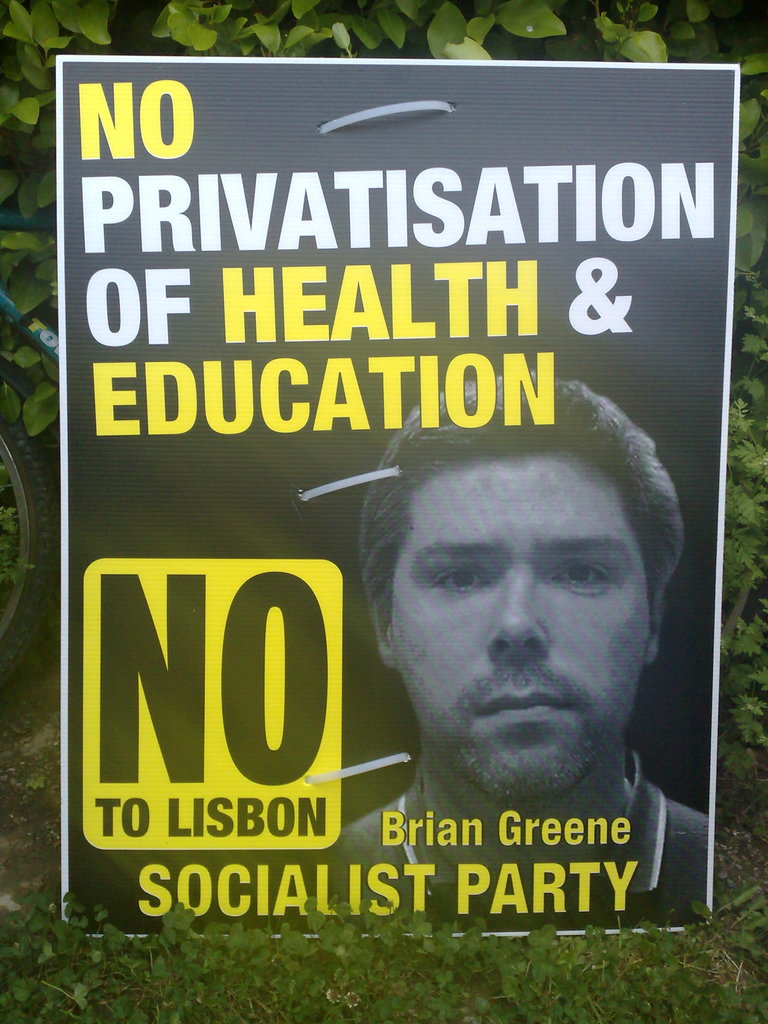 NO
PRIVATISATION
OF HEALTH &
EDUCATION
NO
TO LISBON
Brian Greene
SOCIALIST PARTY